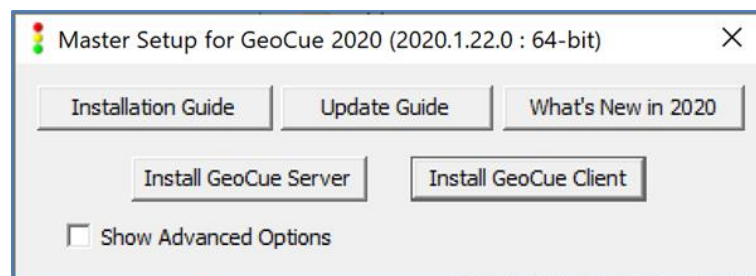 Master Setup for GeoCue 2020 (2020.1.22.0 : 64-bit)
Installation Guide
Update Guide
What's New in 2020
Install GeoCue Server
Install GeoCue Client
Show Advanced Options